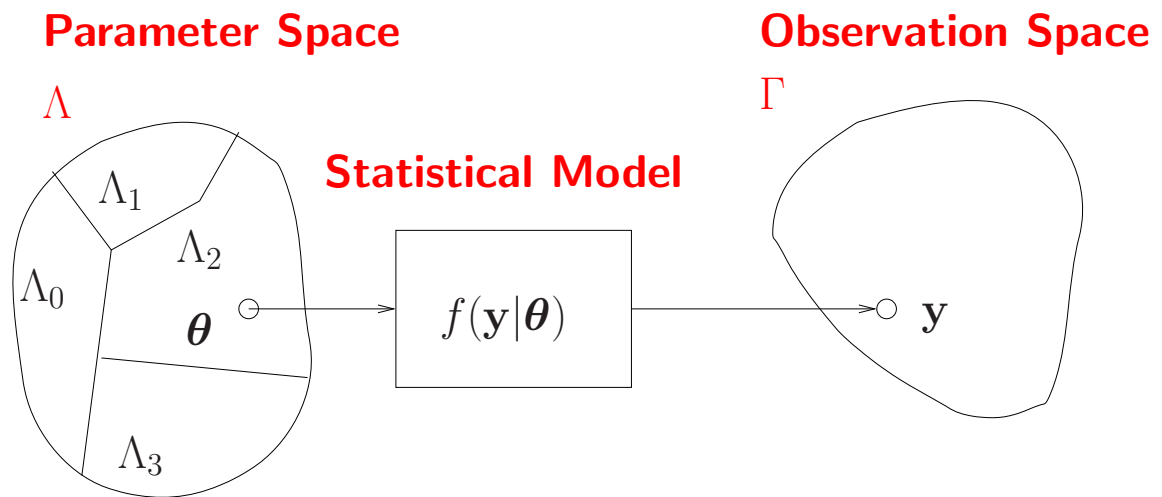 Parameter Space
Observation Space
Λ
Γ
Statistical Model
Λ₁
Λ₂
Λ₀
θ
f(y|θ)
y
Λ₃